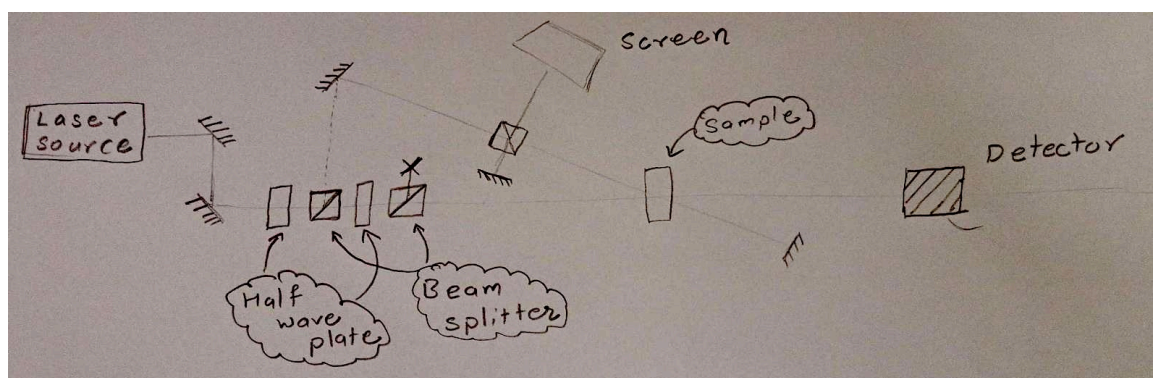 Laser
source
screen
Sample
Detector
Half
wave
plate
Beam
splitter